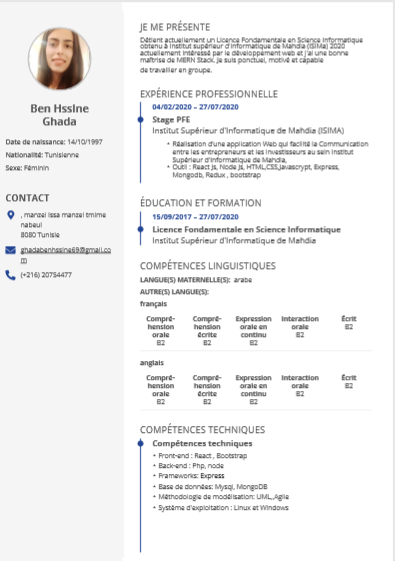 Ben Hssine
Ghada
Date de naissance: 14/10/1997
Nationalité: Tunisienne
Sexe: Féminin
CONTACT
, manzel issa manzel tmime
nabeul
8080 Tunisie
ghadabenhssine69@gmail.co
m
(+216) 20754477
JE ME PRÉSENTE
Détient actuellement un Licence Fondamentale en Science Informatique
obtenu à Institut supérieur d'Informatique de Mahdia (ISIMa) 2020
actuellement intéressé par le développement web et j'ai une bonne
maîtrise de MERN Stack. Je suis ponctuel, motivé et capable
de travailler en groupe.
EXPÉRIENCE PROFESSIONNELLE
04/02/2020 – 27/07/2020
Stage PFE
Institut Supérieur d'Informatique de Mahdia (ISIMA)
• Réalisation d'une application Web qui facilite la Communication
entre les entrepreneurs et les investisseurs au sein Institut
Supérieur d'Informatique de Mahdia,
• Outil : React js, Node js, HTML,CSS,Javascrypt, Express,
Mongodb, Redux , bootstrap
ÉDUCATION ET FORMATION
15/09/2017 – 27/07/2020
Licence Fondamentale en Science Informatique
Institut Supérieur d'Informatique de Mahdia
COMPÉTENCES LINGUISTIQUES
LANGUE(S) MATERNELLE(S): arabe
AUTRE(S) LANGUE(S):
français
Compré- Compré- Expression Interaction Écrit
hension hension orale en orale B2
orale écrite continu B2
B2 B2 B2
anglais
Compré- Compré- Expression Interaction Écrit
hension hension orale en orale B2
orale écrite continu B2
B2 B2 B2
COMPÉTENCES TECHNIQUES
Compétences techniques
• Front-end : React , Bootstrap
• Back-end : Php, node
• Frameworks: Express
• Base de données: Mysql, MongoDB
• Méthodologie de modélisation: UML,Agile
• Système d'exploitation : Linux et Windows